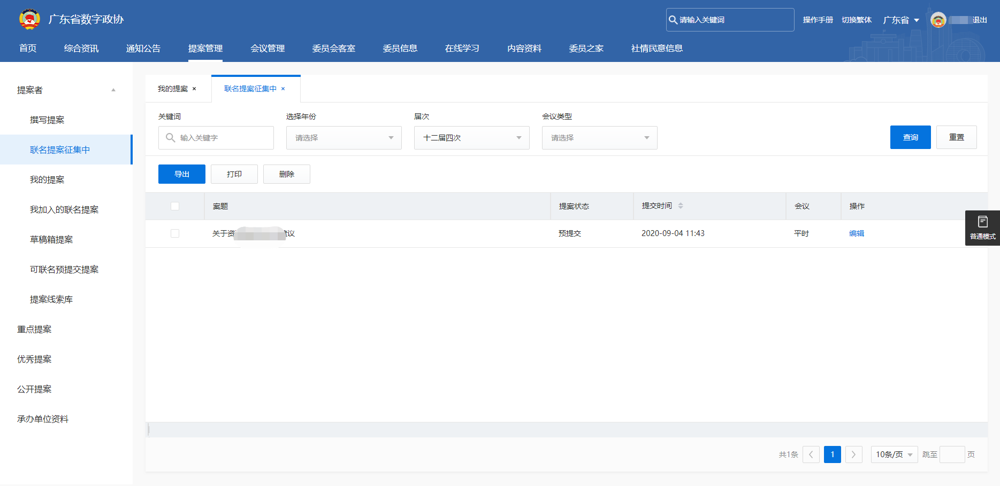 广东省数字政协
请输入关键词
操作手册 切换繁体 广东省 退出
首页 综合资讯 通知公告 提案管理 会议管理 委员会客室 委员信息 在线学习 内容资料 委员之家 社情民意信息
提案者
撰写提案
联名提案征集中
我的提案
我加入的联名提案
草稿箱提案
可联名预提交提案
提案线索库
重点提案
优秀提案
公开提案
承办单位资料
我的提案 × 联名提案征集中 ×
关键词 选择年份 届次 会议类型
输入关键字 请选择 十二届四次 请选择 查询 重置
导出 打印 删除
案题 提案状态 提交时间 会议 操作
关于资 建议 预提交 2020-09-04 11:43 平时 编辑
普通模式
共1条 1 10条/页 跳至 页